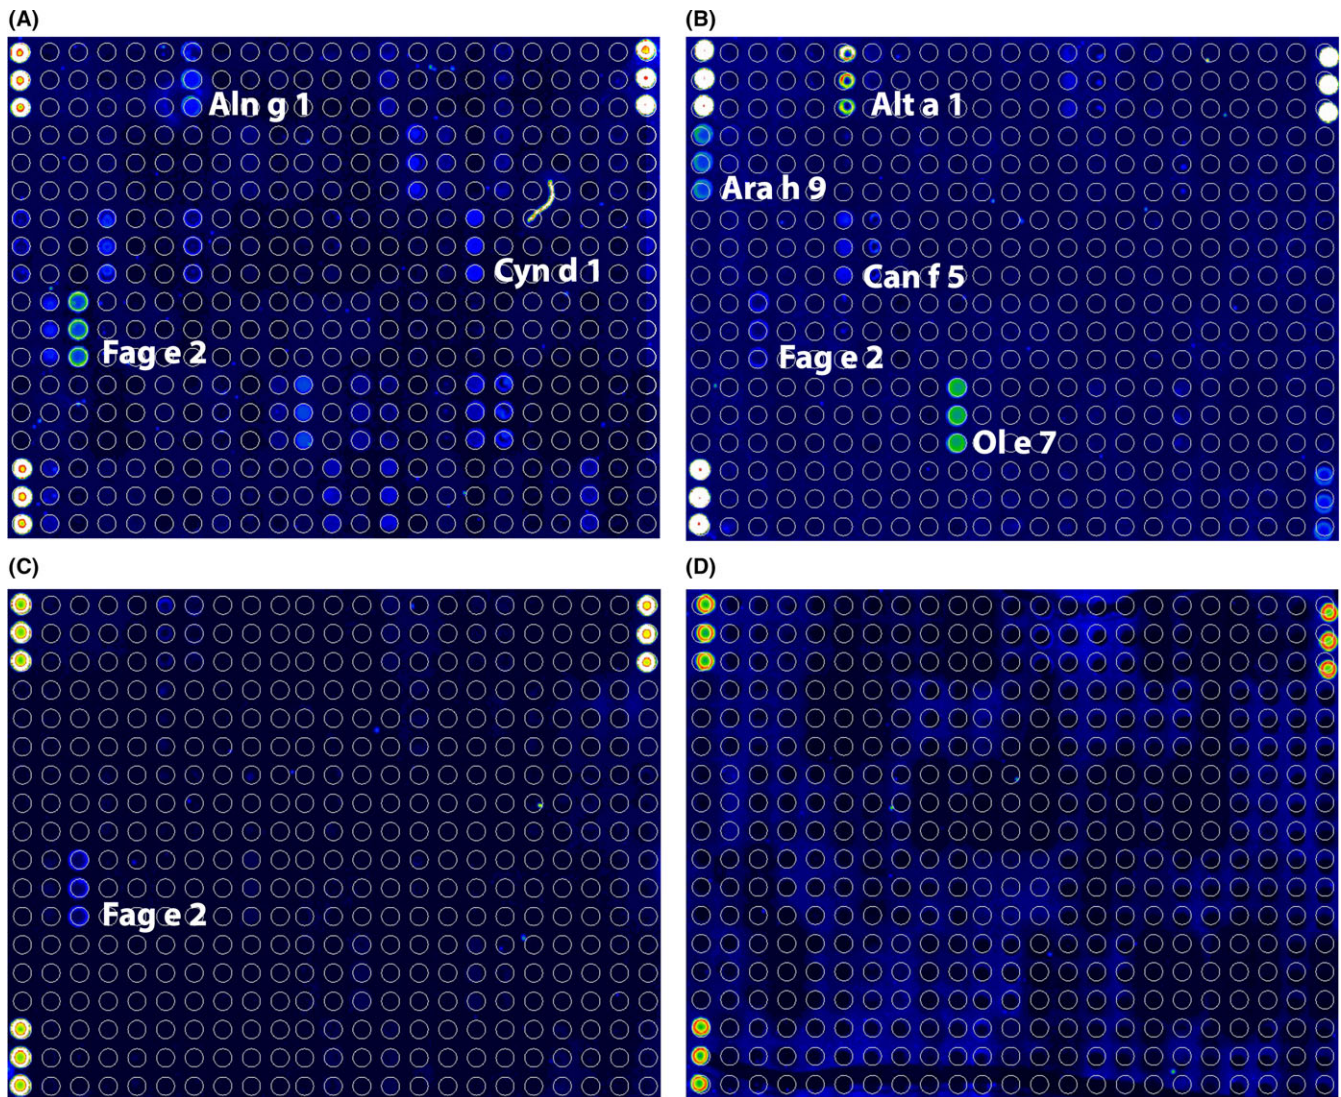 (A)
(B)
Aln g 1
Alt a 1
Ara h 9
Cyn d 1
Can f 5
Fag e 2
Fag e 2
Ol e 7
(C)
(D)
Fag e 2